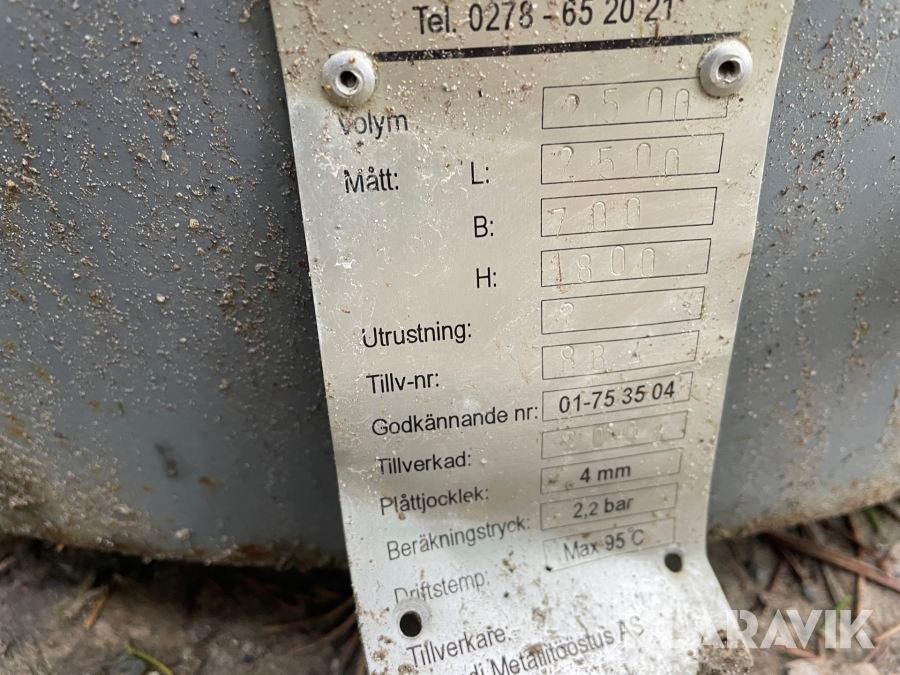 Tel. 0278 - 65 20 21
Volym 2500
Mått: L: 2500
B: 700
H: 1800
Utrustning:
Tillv-nr:
Godkännande nr: 01-75 35 04
Tillverkad:
Plåttjocklek: 4 mm
Beräkningstryck: 2,2 bar
Driftstemp: Max 95 C
Tillverkare:
Metallitööstus AS
KLARAVIK